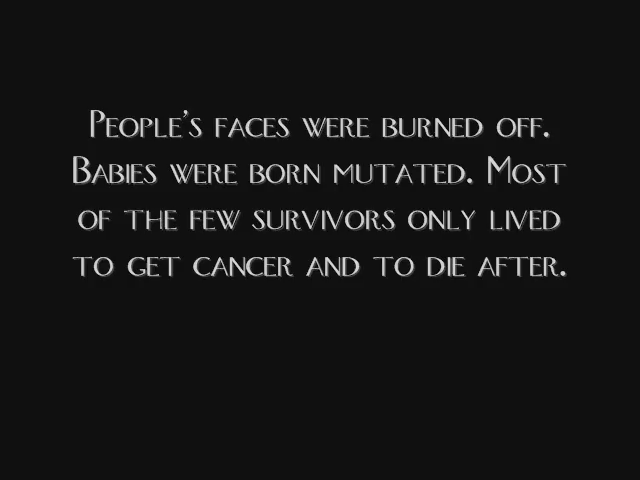 People's faces were burned off.
Babies were born mutated. Most
of the few survivors only lived
to get cancer and to die after.